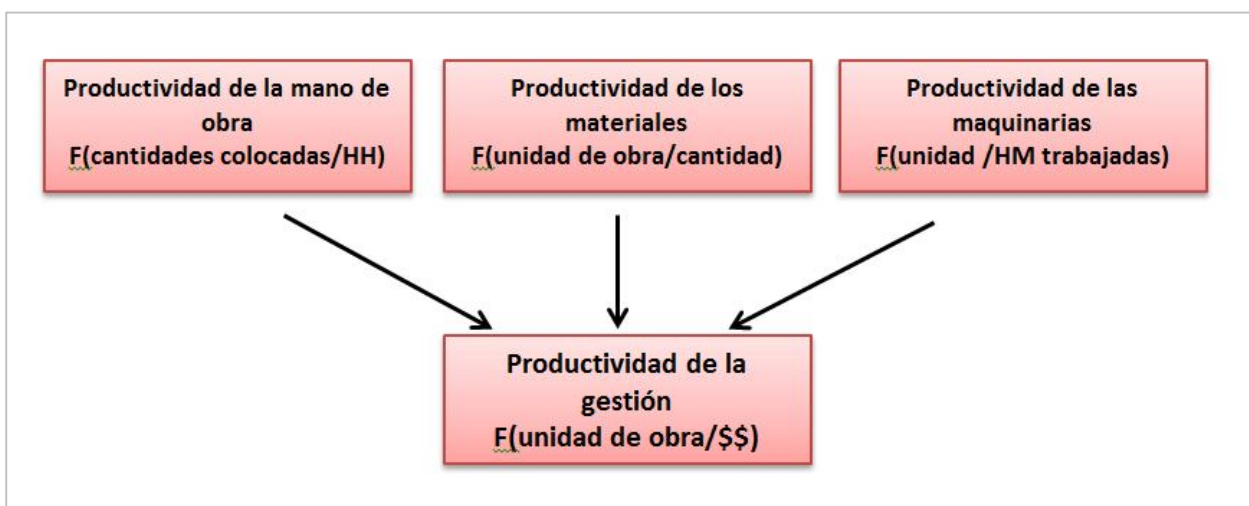 Productividad de la mano de
obra
F(cantidades colocadas/HH)
Productividad de los
materiales
F(unidad de obra/cantidad)
Productividad de las
maquinarias
F(unidad /HM trabajadas)
Productividad de la
gestión
F(unidad de obra/$$)